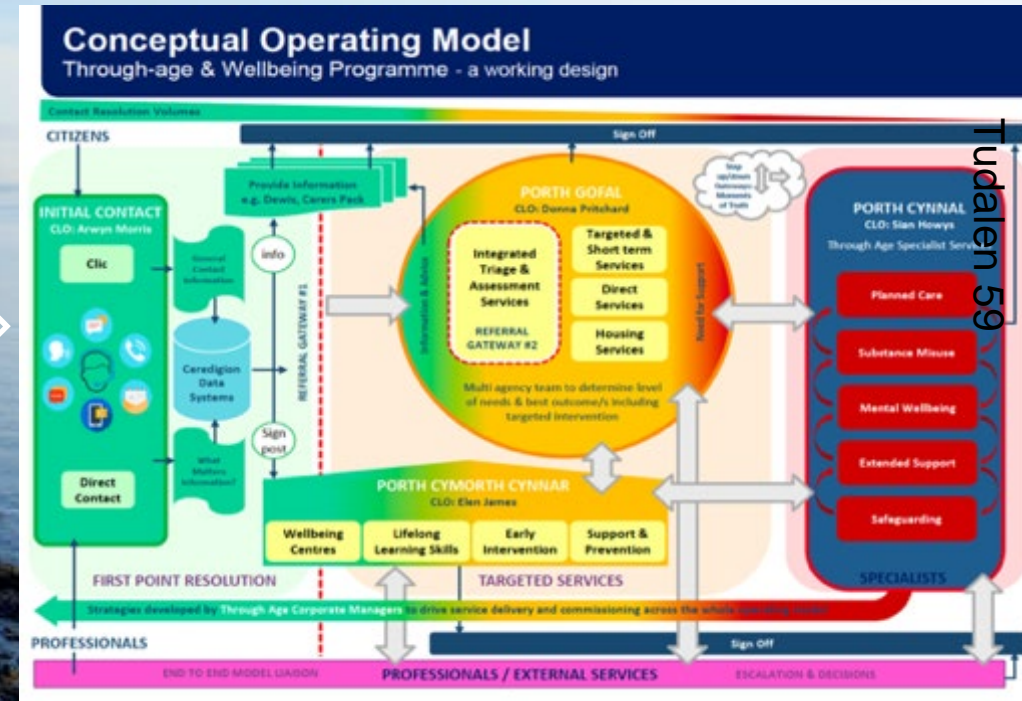 Conceptual Operating Model
Through-age & Wellbeing Programme - a working design
Contact Resolution Volumes
CITIZENS
Sign Off
Provide Information
e.g. Dewis, Carers Pack
INITIAL CONTACT
CLO: Arwyn Morris
Clic
General
Contact
Information
Ceredigion
Data
Systems
What
Matters
Information?
Direct
Contact
info
Sign
post
REFERRAL GATEWAY #1
PORTH GOFAL
CLO: Donna Pritchard
Information & Advice
Integrated
Triage &
Assessment
Services
REFERRAL
GATEWAY #2
Targeted &
Short term
Services
Direct
Services
Housing
Services
Need for Support
Multi agency team to determine level
of needs & best outcome/s including
targeted intervention
Step
up/down
Gateways
Moments
of Truth
PORTH CYNNAL
CLO: Sian Howys
Through Age Specialist
Planned Care
Substance Misuse
Mental Wellbeing
Extended Support
Safeguarding
SPECIALISTS
Tudalen 59
PORTH CYMORTH CYNNAR
CLO: Elen James
Wellbeing
Centres
Lifelong
Learning Skills
Early
Intervention
Support &
Prevention
FIRST POINT RESOLUTION
TARGETED SERVICES
Strategies developed by Through Age Corporate Managers to drive service delivery and commissioning across the whole
PROFESSIONALS
Sign Off
END TO END MODEL LIAISON
PROFESSIONALS / EXTERNAL SERVICES
ESCALATION & DECISIONS